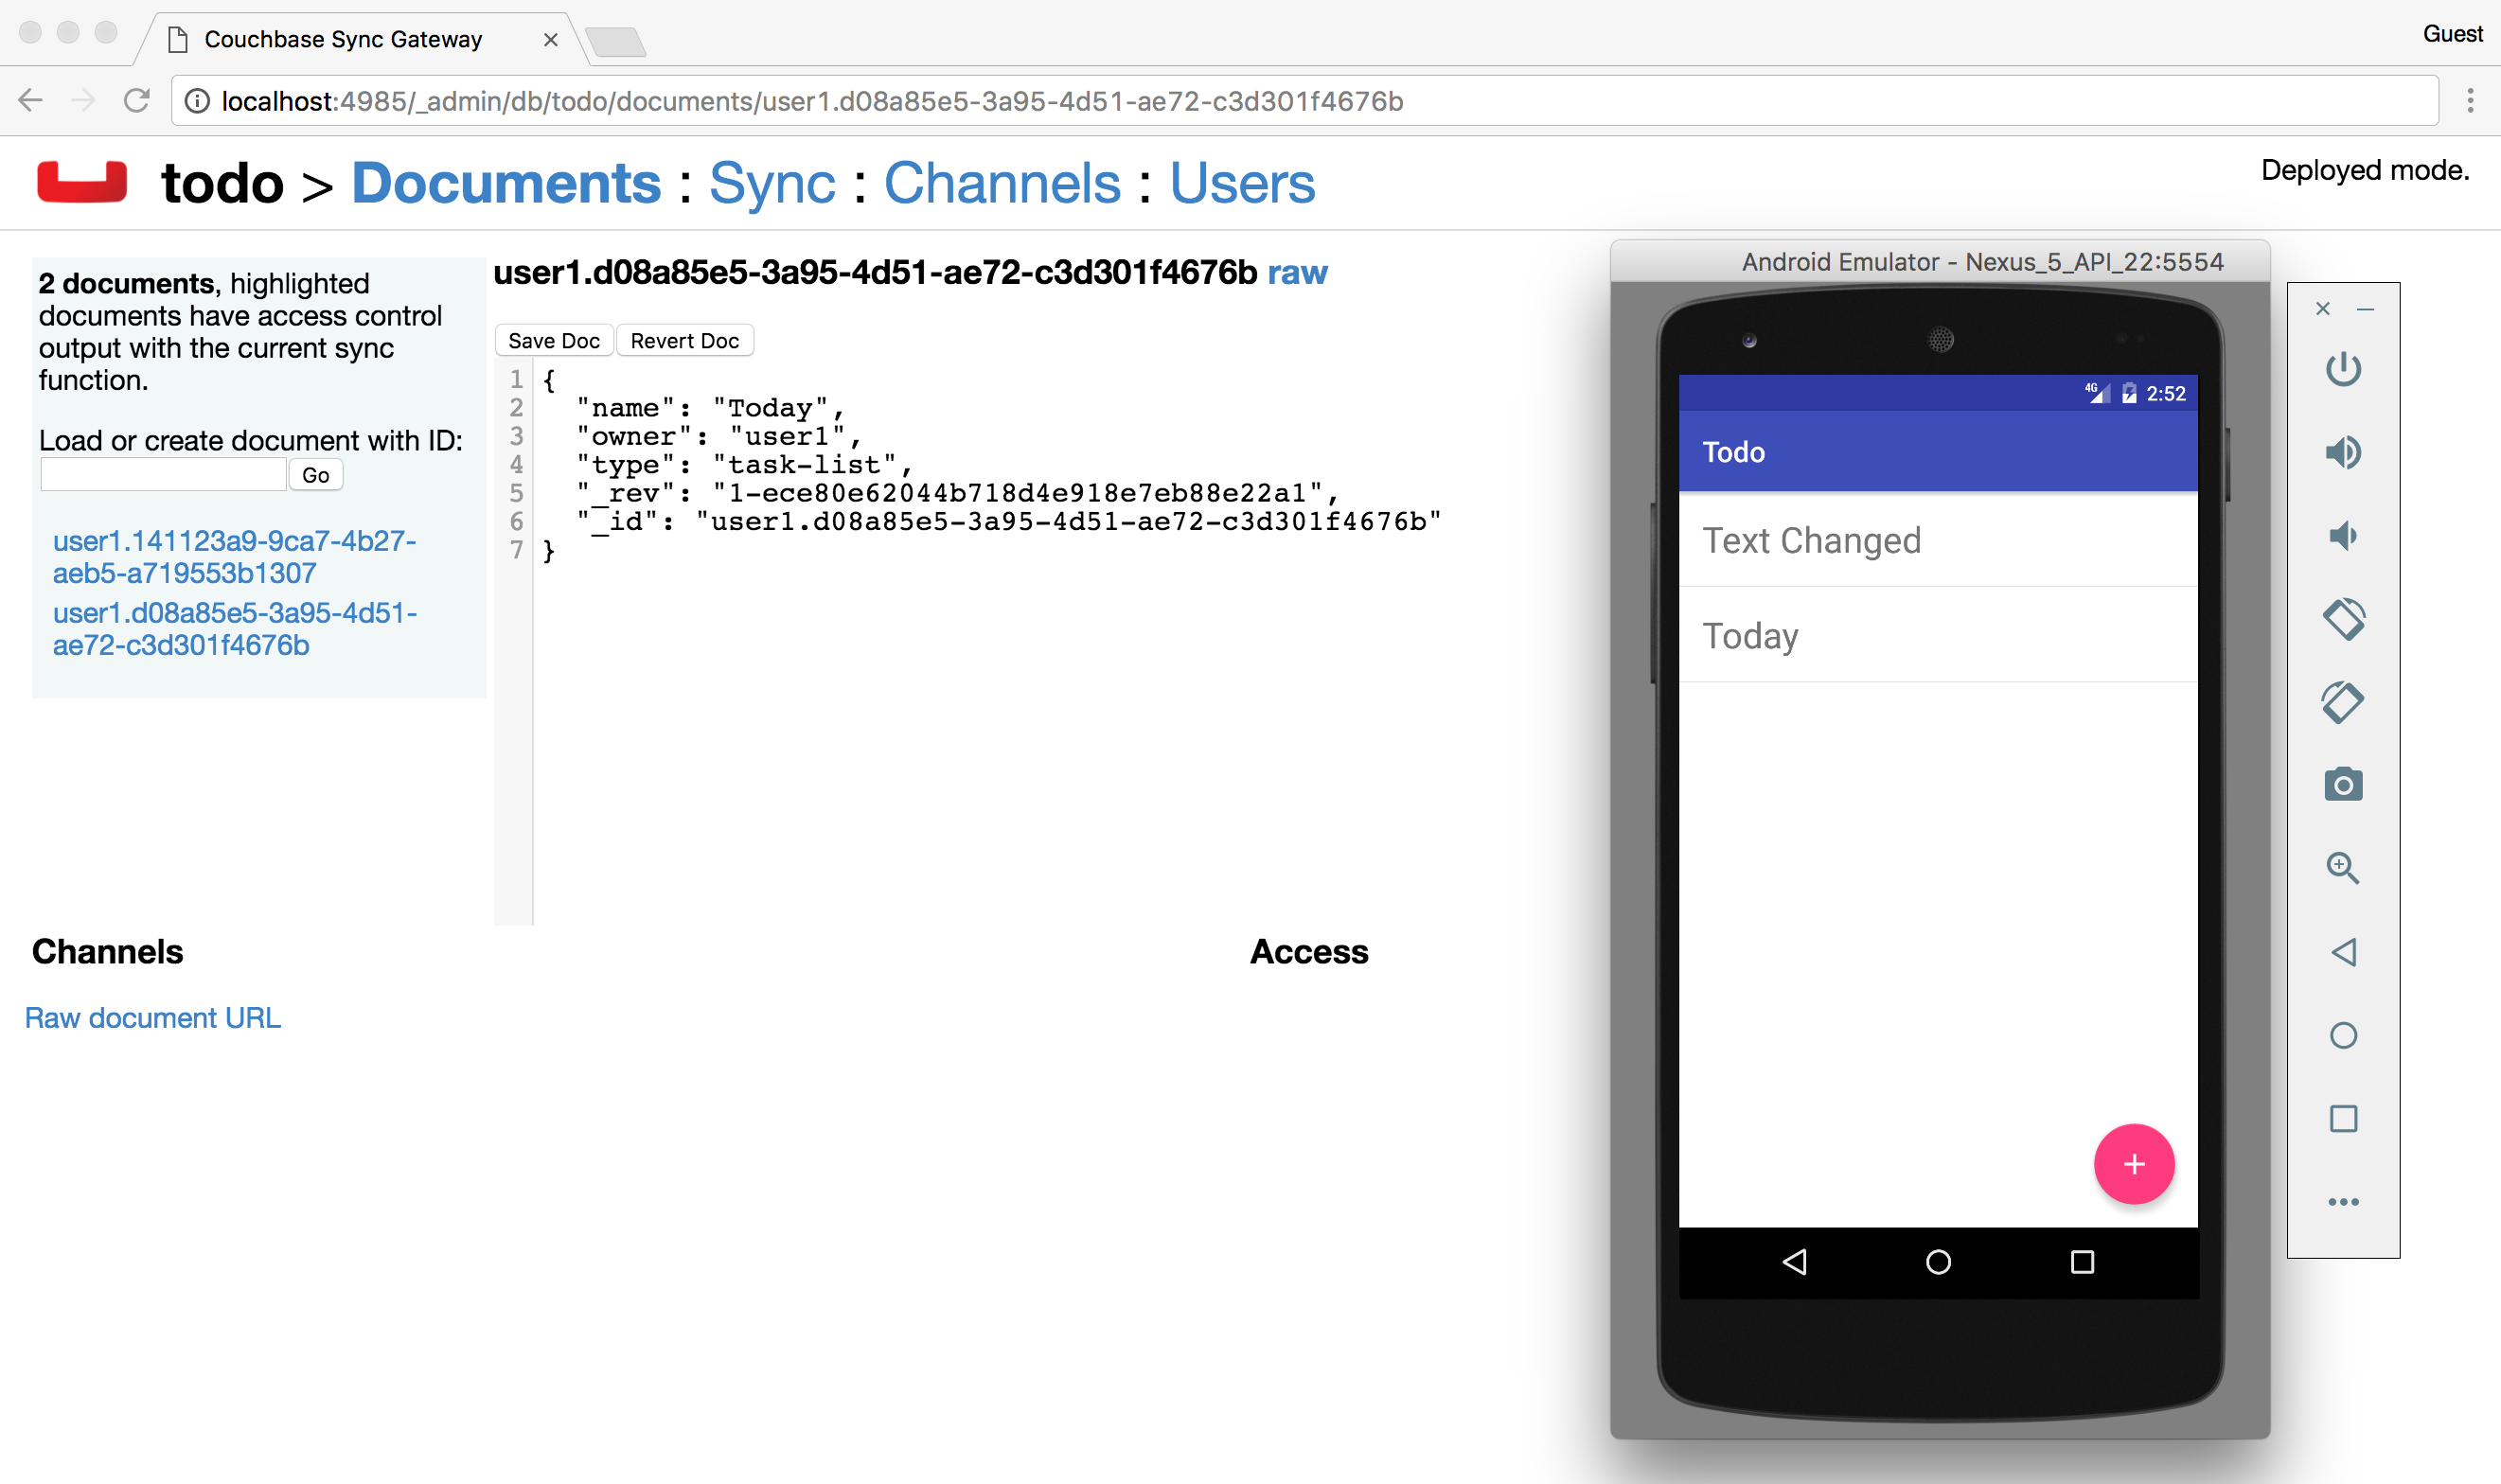 Couchbase Sync Gateway
Guest
localhost:4985/_admin/db/todo/documents/user1.d08a85e5-3a95-4d51-ae72-c3d301f4676b
todo > Documents : Sync : Channels : Users
Deployed mode.
2 documents, highlighted
documents have access control
output with the current sync
function.
Load or create document with ID:
Go
user1.141123a9-9ca7-4b27-
aeb5-a719553b1307
user1.d08a85e5-3a95-4d51-
ae72-c3d301f4676b
user1.d08a85e5-3a95-4d51-ae72-c3d301f4676b raw
Save Doc Revert Doc
1 {
2 "name": "Today",
3 "owner": "user1",
4 "type": "task-list",
5 "_rev": "1-ece80e62044b718d4e918e7eb88e22a1",
6 "_id": "user1.d08a85e5-3a95-4d51-ae72-c3d301f4676b"
7 }
Channels
Access
Raw document URL
Android Emulator - Nexus_5_API_22:5554
4G 2:52
Todo
Text Changed
Today